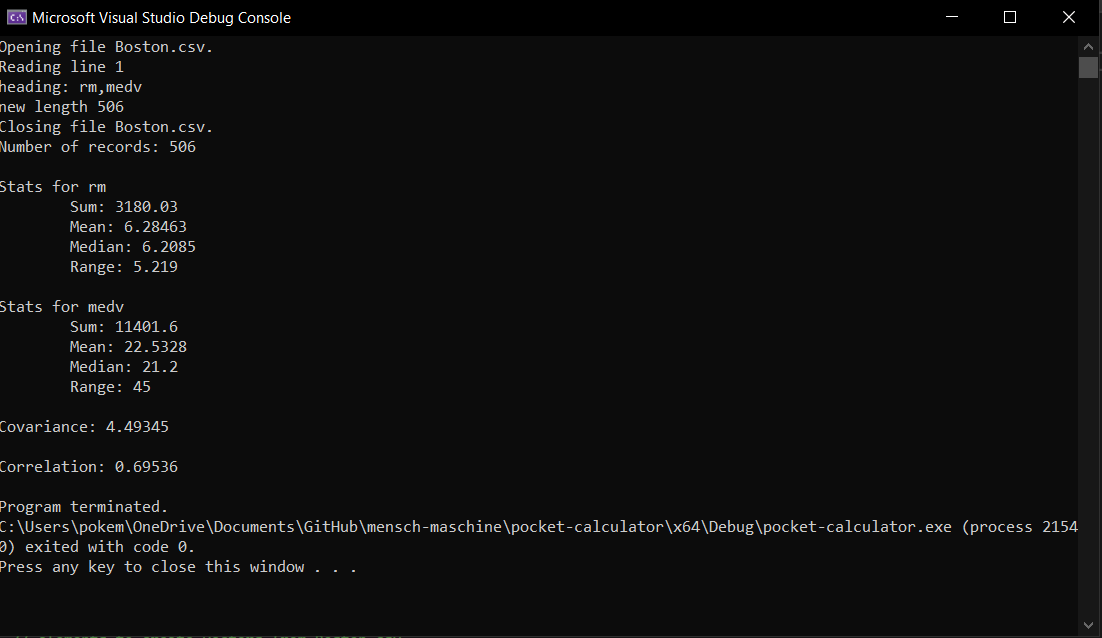 Microsoft Visual Studio Debug Console
Opening file Boston.csv.
Reading line 1
heading: rm,medv
new length 506
Closing file Boston.csv.
Number of records: 506
Stats for rm
Sum: 3180.03
Mean: 6.28463
Median: 6.2085
Range: 5.219
Stats for medv
Sum: 11401.6
Mean: 22.5328
Median: 21.2
Range: 45
Covariance: 4.49345
Correlation: 0.69536
Program terminated.
C:\Users\pokem\OneDrive\Documents\GitHub\mensch-maschine\pocket-calculator\x64\Debug\pocket-calculator.exe (process 2154
0) exited with code 0.
Press any key to close this window . . .